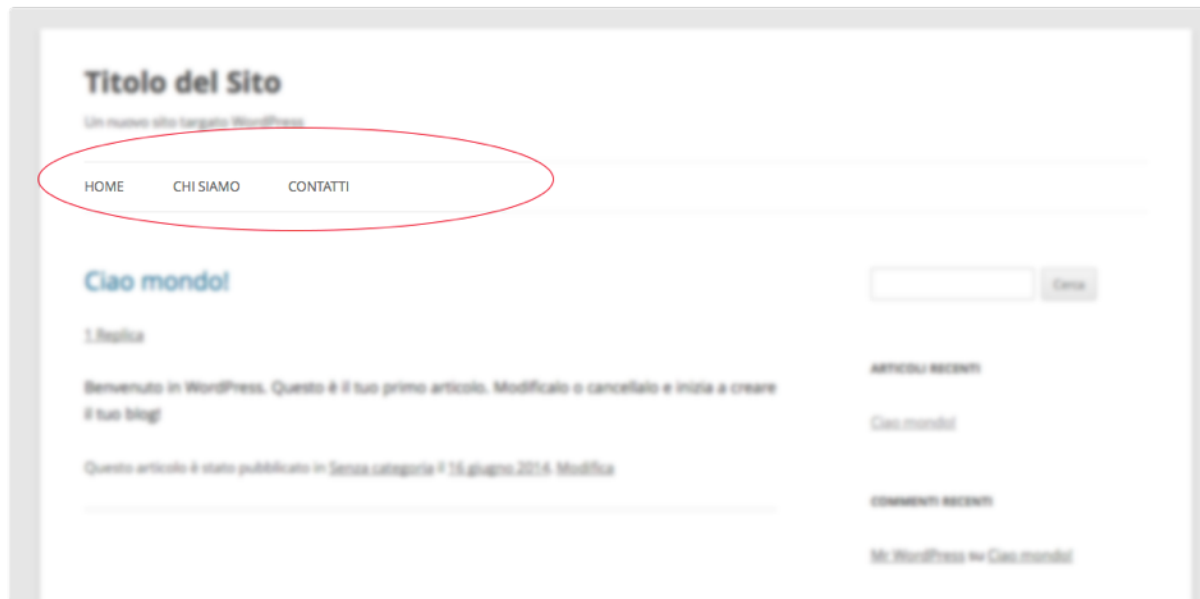 Titolo del Sito
Un nuovo sito targato WordPress
HOME CHI SIAMO CONTATTI
Ciao mondo!
1 Replica
Benvenuto in WordPress. Questo è il tuo primo articolo. Modificalo o cancellalo e inizia a creare
il tuo blog!
Questo articolo è stato pubblicato in Senza categoria il 16 giugno 2014. Modifica
Cerca
ARTICOLI RECENTI
Ciao mondo!
COMMENTI RECENTI
Mr WordPress su Ciao mondo!